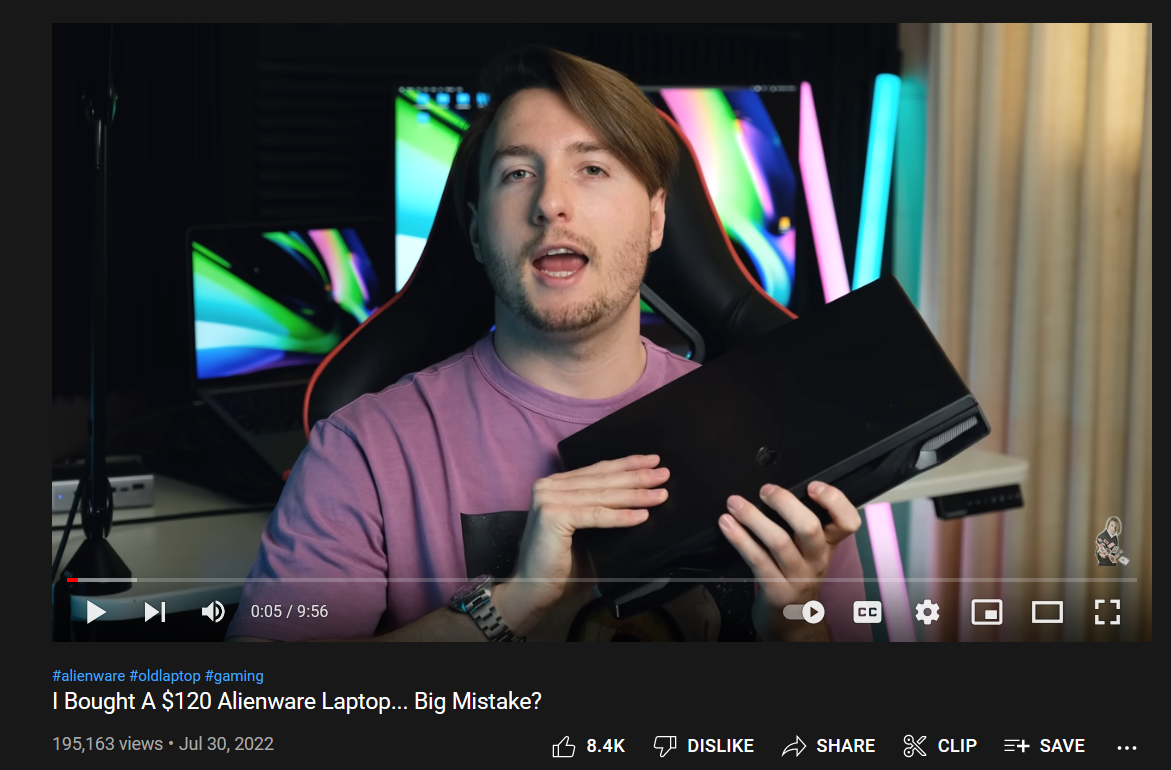 0:05 / 9:56
CC
#alienware #oldlaptop #gaming
I Bought A $120 Alienware Laptop... Big Mistake?
195,163 views • Jul 30, 2022
8.4K DISLIKE SHARE CLIP SAVE